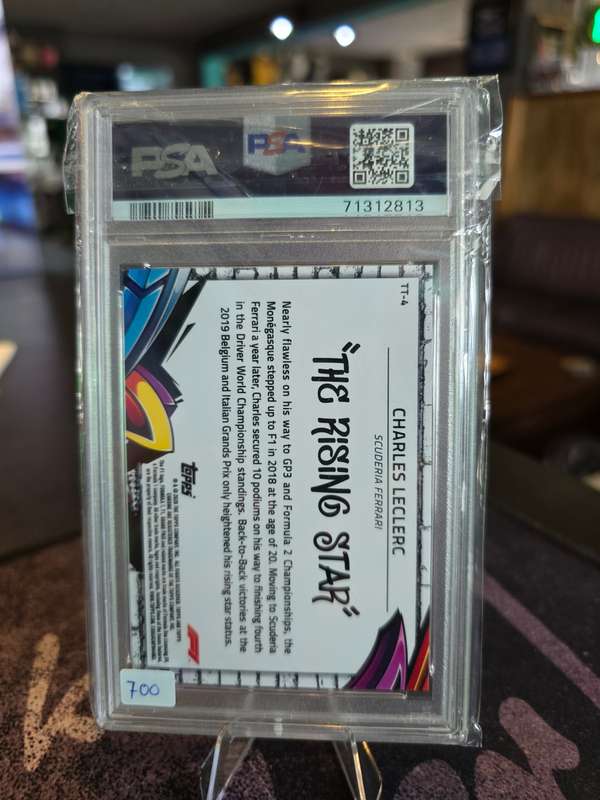 PSA
PSA
71312813
TT-4
CHARLES LECLERC
SCUDERIA FERRARI
"THE RISING STAR"
Nearly flawless on his way to GP3 and Formula 2 Championships, the
Monégasque stepped up to F1 in 2018 at the age of 20. Moving to Scuderia
Ferrari a year later, Charles secured 10 podiums on his way to finishing fourth
in the Driver World Championship standings. Back-to-Back victories at the
2019 Belgium and Italian Grands Prix only heightened his rising star status.
topps
F1
700